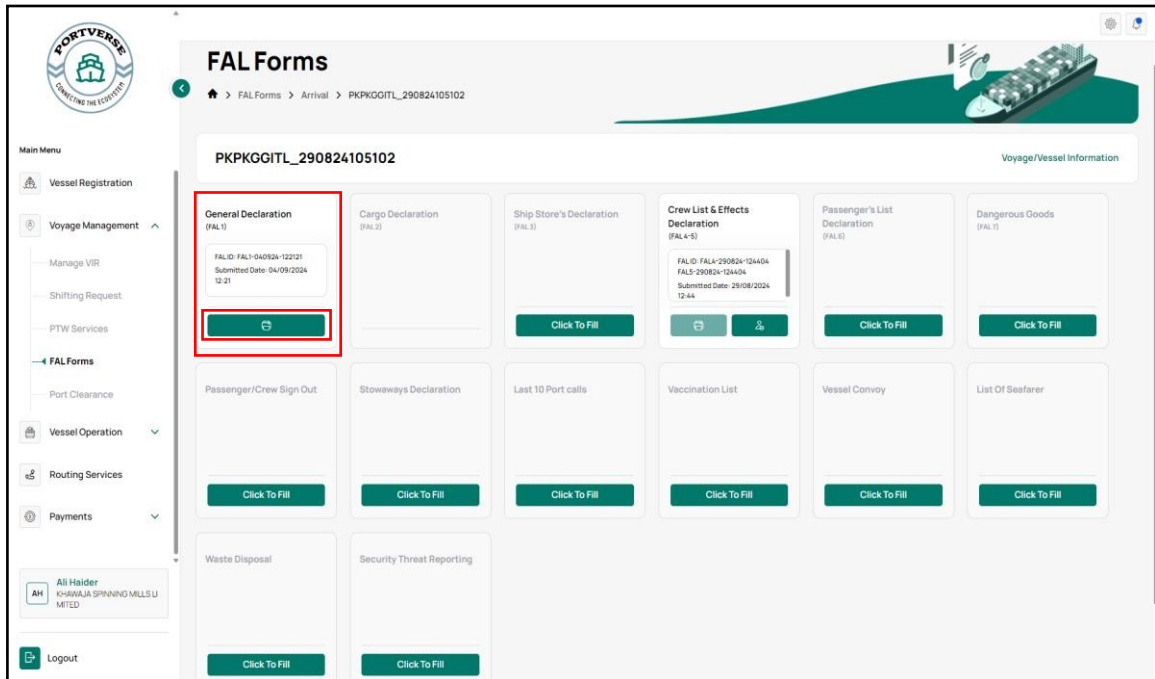 PORTVERSE
CONNECTING THE ECOSYSTEM
FAL Forms
FAL Forms > Arrival > PKPKGGITL_290824105102
Main Menu
Vessel Registration
Voyage Management
Manage VIR
Shifting Request
PTW Services
FAL Forms
Port Clearance
Vessel Operation
Routing Services
Payments
AH
Ali Haider
KHAWAJA SPINNING MILLS LI
MITED
Logout
PKPKGGITL_290824105102
Voyage/Vessel Information
General Declaration
(FAL 1)
FAL ID: FAL1-040924-122121
Submitted Date: 04/09/2024
12:21
Cargo Declaration
(FAL 2)
Ship Store's Declaration
(FAL 3)
Click To Fill
Crew List & Effects
Declaration
(FAL 4-5)
FAL ID: FAL4-290824-124404
FAL5-290824-124404
Submitted Date: 29/08/2024
12:44
Passenger's List
Declaration
(FAL 6)
Click To Fill
Dangerous Goods
(FAL 7)
Click To Fill
Passenger/Crew Sign Out
Click To Fill
Stowaways Declaration
Click To Fill
Last 10 Port calls
Click To Fill
Vaccination List
Click To Fill
Vessel Convoy
Click To Fill
List Of Seafarer
Click To Fill
Waste Disposal
Click To Fill
Security Threat Reporting
Click To Fill